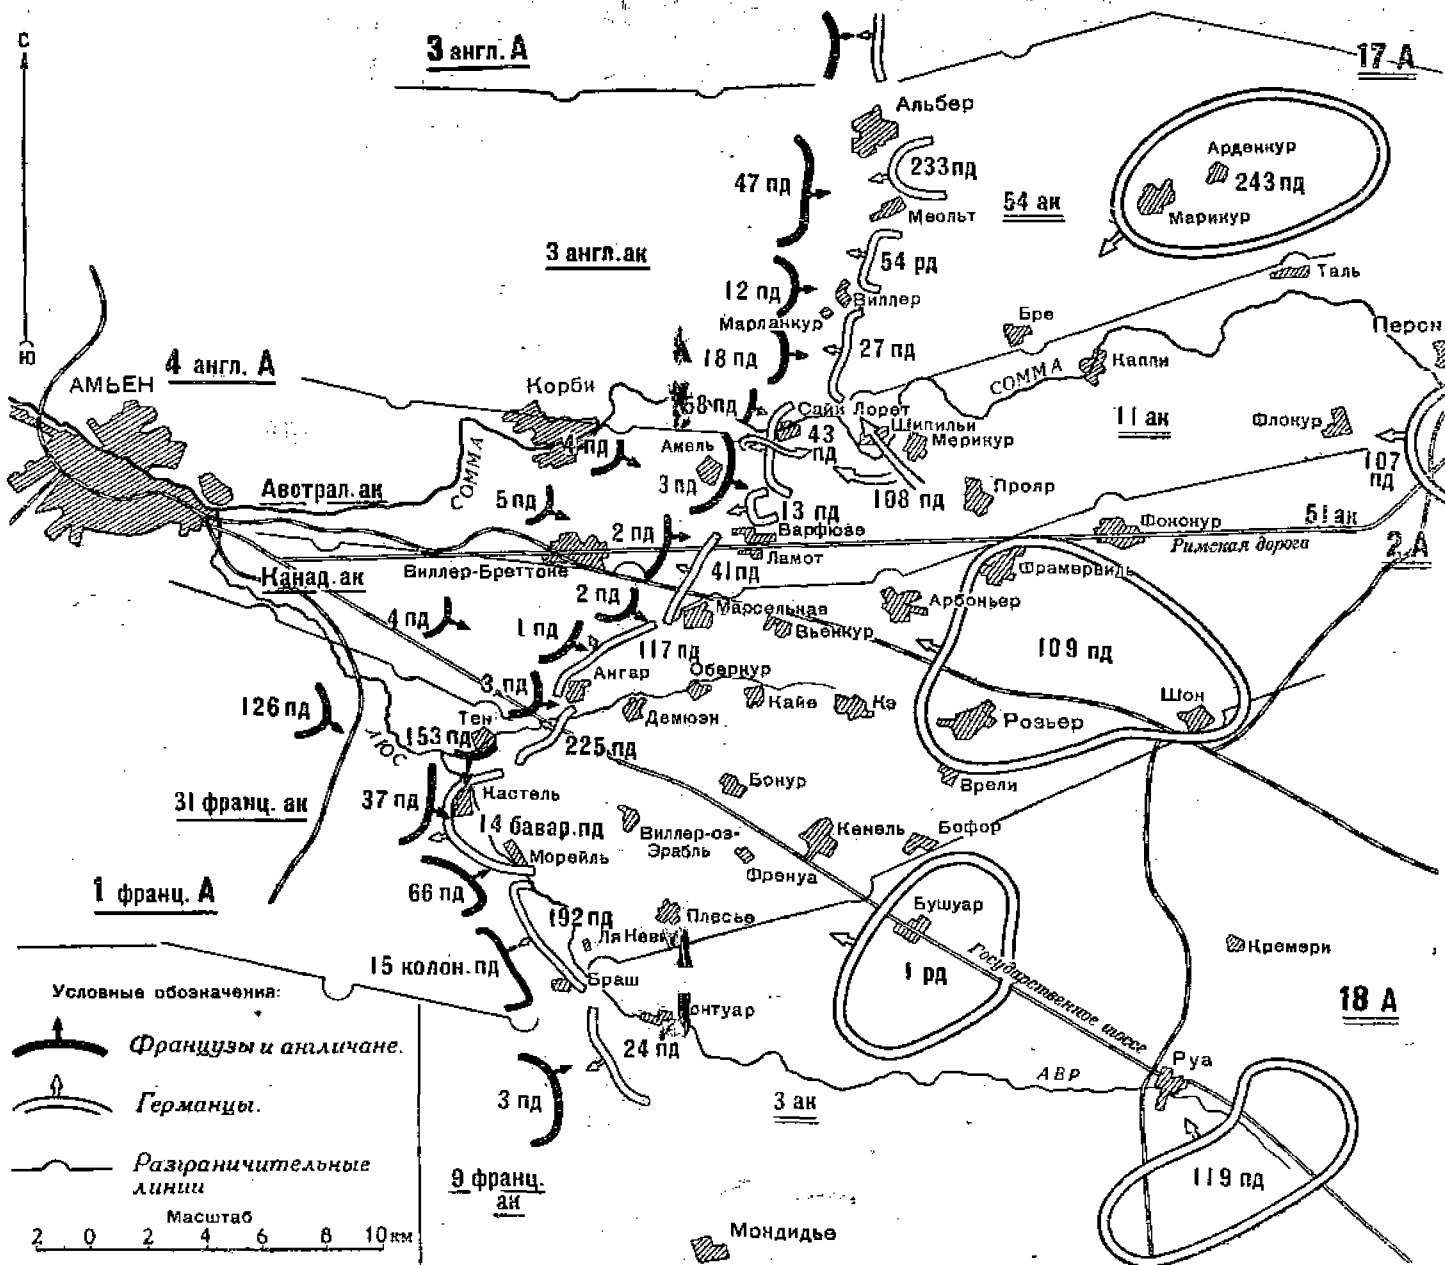 С
3 англ. А
17 А
Альбер
Арденкур
233 пд
243 пд
47 пд
Марикур
54 ак
Меольт
3 англ. ак
54 рд
Таль
12 пд
Виллер
Марланкур
Бре
Перон
Ю
18 пд
27 пд
Каппи
4 англ. А
СОММА
АМЬЕН
Корби
58 пд
Сайи Лорет
11 ак
Шипильи
Флокур
43 пд
Мерикур
4 пд
Амель
107 пд
СОММА
Австрал. ак
3 пд
108 пд
Прояр
5 пд
13 пд
51 ак
2 пд
Варфюзе
Фококур
Римская дорога
2 А
Ламот
Виллер-Бреттоне
Канад. ак
41 пд
Фрамервиль
2 пд
Марсельнав
Арбоньер
4 пд
1 пд
Вьенкур
117 пд
109 пд
Ангар
Обернур
3 пд
Кайе
Кэ
Шон
126 пд
Тен
Демюэн
Розьер
153 пд
ЛЮС
225 пд
Бонур
Врели
37 пд
Кастель
31 франц. ак
14 бавар. пд
Виллер-оз-
Эрабль
Кенель
Бофор
Морейль
Френуа
66 пд
1 франц. А
192 пд
Плесье
Бушуар
Кремери
15 колон. пд
1 рд
Государственное шоссе
Браш
18 А
Условные обозначения:
онтуар
Французы и англичане.
24 пд
Руа
АВР
Германцы.
3 пд
3 ак
Разграничительные
линии
119 пд
9 франц.
ак
Масштаб
2 0 2 4 6 8 10 км
Мондидье